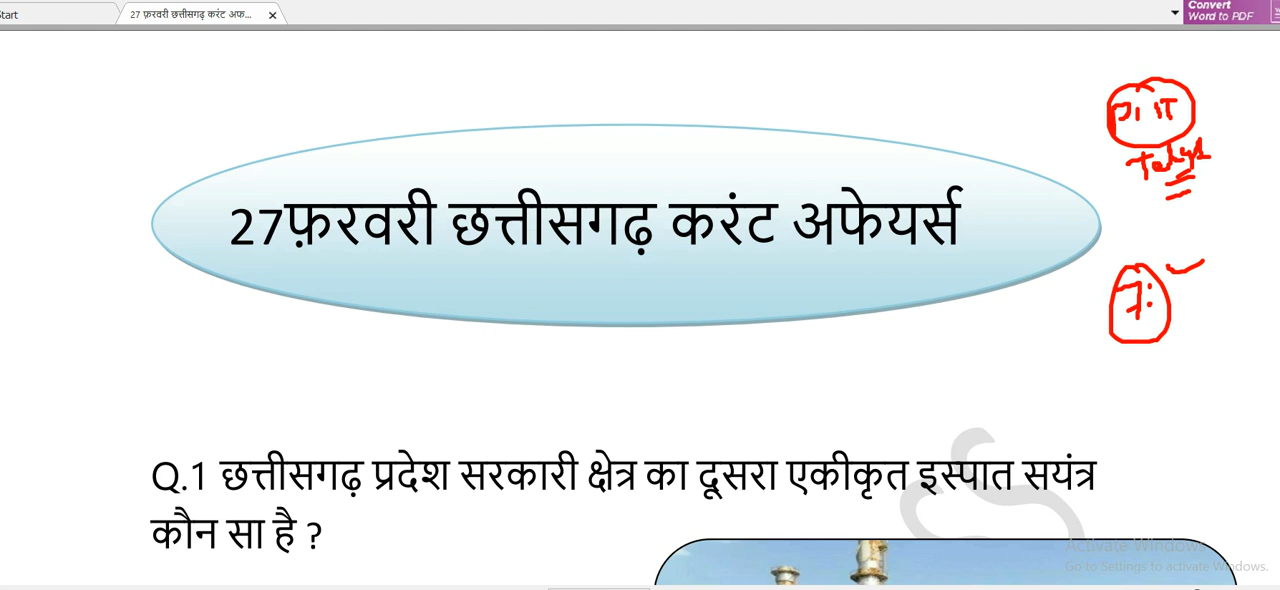 Start
27 फ़रवरी छत्तीसगढ़ करंट अफ...
Convert
Word to PDF
27फ़रवरी छत्तीसगढ़ करंट अफेयर्स
Q.1 छत्तीसगढ़ प्रदेश सरकारी क्षेत्र का दूसरा एकीकृत इस्पात सयंत्र
कौन सा है ?
Activate Windows
Go to Settings to activate Windows.